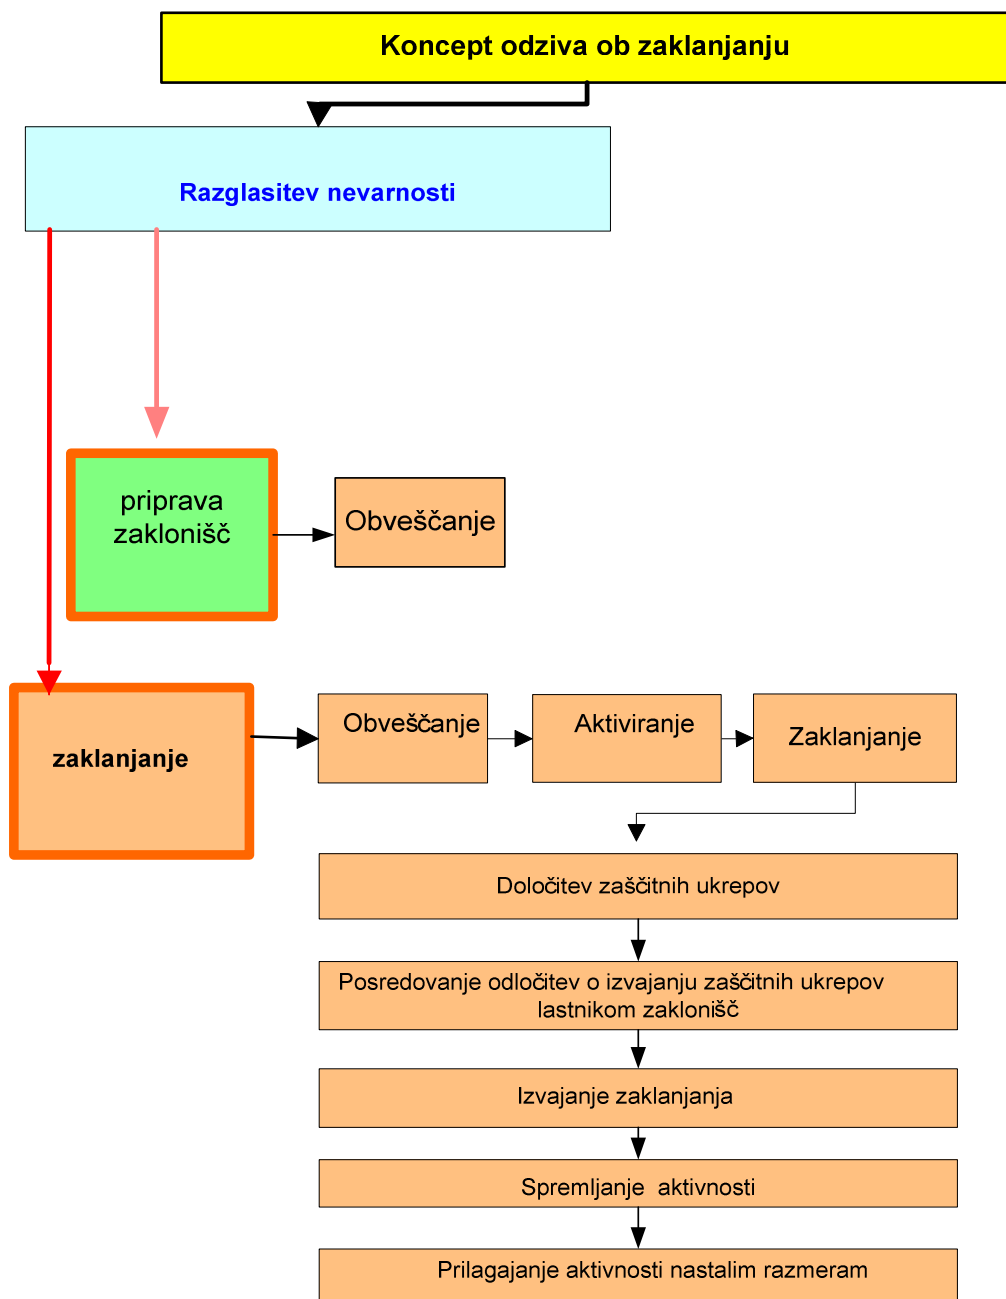 Koncept odziva ob zaklanjanju
Razglasitev nevarnosti
priprava
zaklonišč
Obveščanje
zaklanjanje
Obveščanje
Aktiviranje
Zaklanjanje
Določitev zaščitnih ukrepov
Posredovanje odločitev o izvajanju zaščitnih ukrepov
lastnikom zaklonišč
Izvajanje zaklanjanja
Spremljanje aktivnosti
Prilagajanje aktivnosti nastalim razmeram